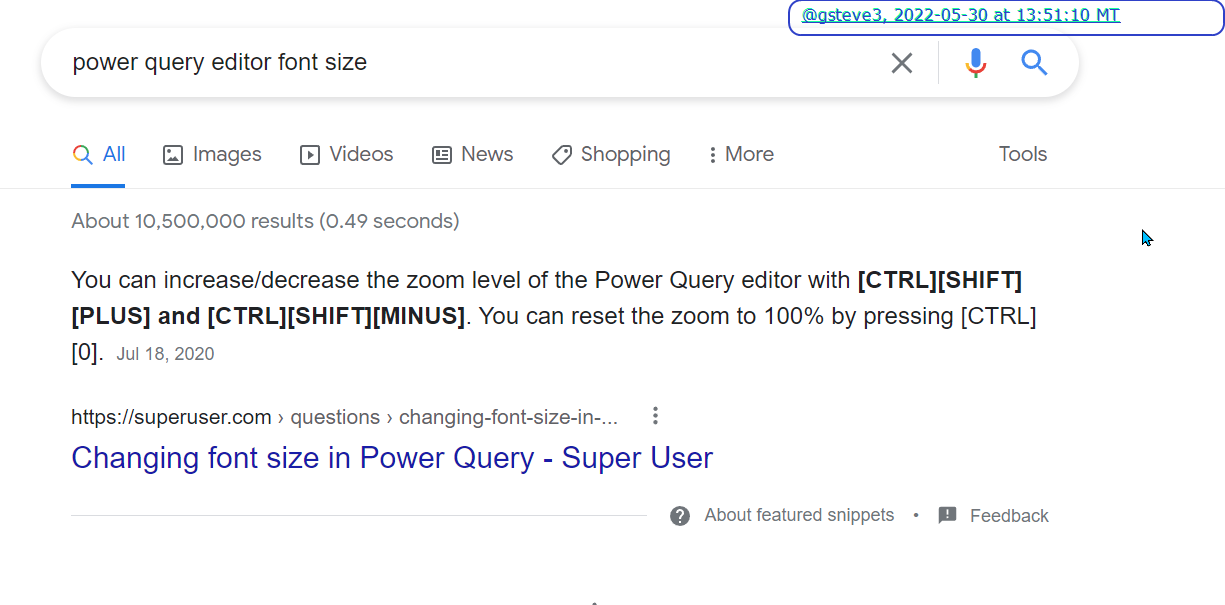 @gsteve3, 2022-05-30 at 13:51:10 MT
power query editor font size
All Images Videos News Shopping More Tools
About 10,500,000 results (0.49 seconds)
You can increase/decrease the zoom level of the Power Query editor with [CTRL][SHIFT]
[PLUS] and [CTRL][SHIFT][MINUS]. You can reset the zoom to 100% by pressing [CTRL]
[0]. Jul 18, 2020
https://superuser.com › questions › changing-font-size-in-...
Changing font size in Power Query - Super User
About featured snippets • Feedback